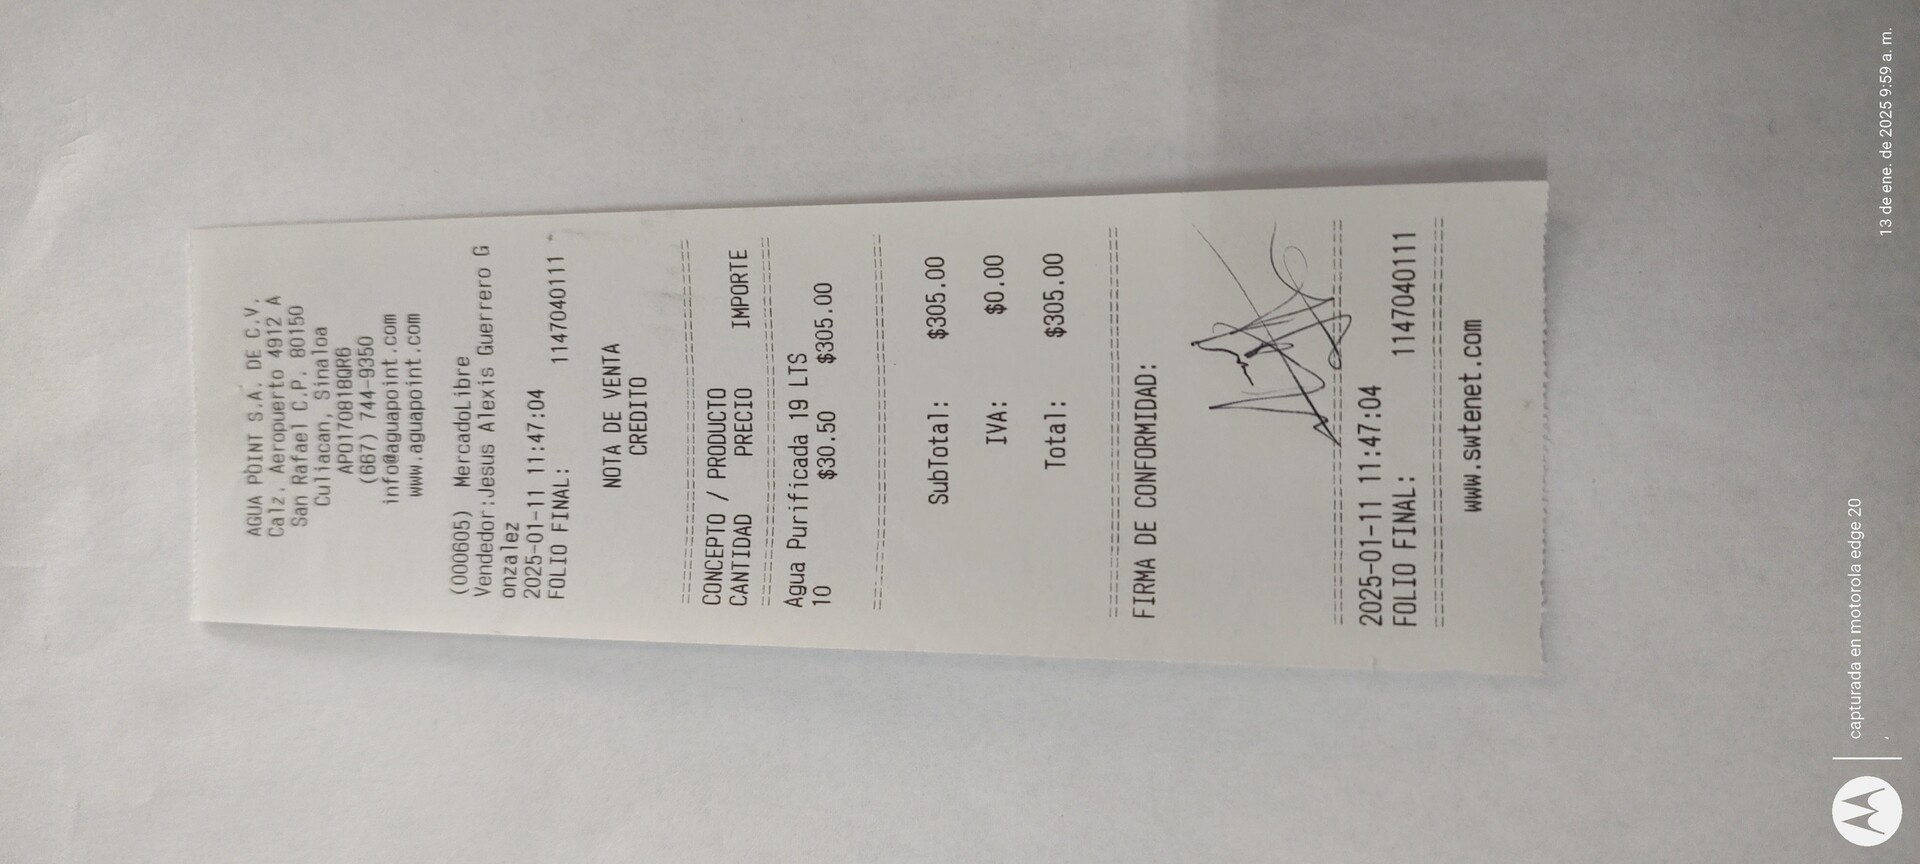 AGUA POINT S.A. DE C.V.
Calz. Aeropuerto 4912 A
San Rafael C.P. 80150
Culiacan, Sinaloa
APO170818QR6
(667) 744-9350
info@aguapoint.com
www.aguapoint.com
(000605) MercadoLibre
Vendedor:Jesus Alexis Guerrero G
onzalez
2025-01-11 11:47:04
FOLIO FINAL: 1147040111
NOTA DE VENTA
CREDITO
CONCEPTO / PRODUCTO
CANTIDAD PRECIO IMPORTE
Agua Purificada 19 LTS
10 $30.50 $305.00
SubTotal: $305.00
IVA: $0.00
Total: $305.00
FIRMA DE CONFORMIDAD:
2025-01-11 11:47:04
FOLIO FINAL: 1147040111
www.swtenet.com
capturada en motorola edge 20
13 de ene. de 2025 9:59 a. m.